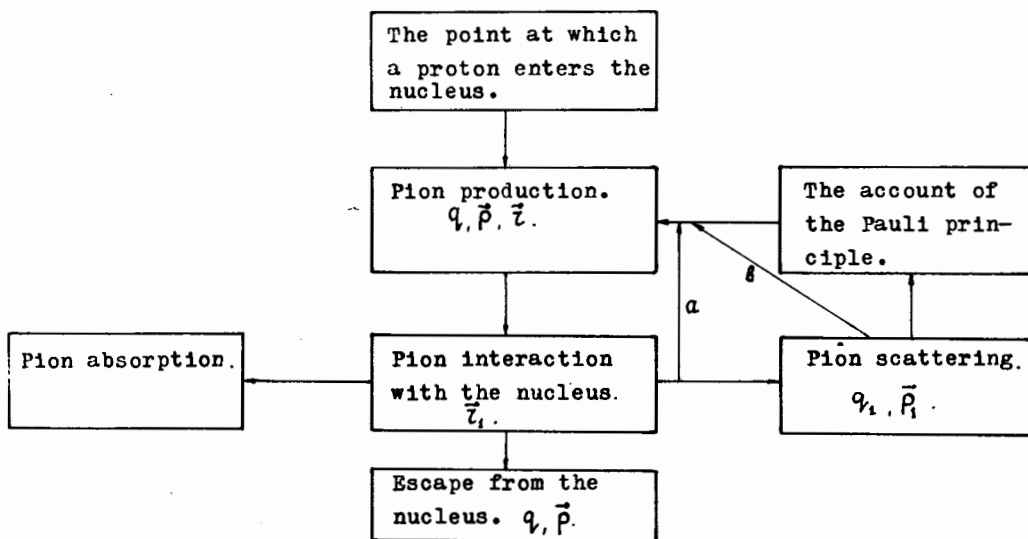 The point at which
a proton enters the
nucleus.
Pion production.
q, p⃗, r⃗.
The account of
the Pauli prin-
ciple.
a
в
Pion absorption.
Pion interaction
with the nucleus.
r⃗₁.
Pion scattering.
q₁, p⃗₁.
Escape from the
nucleus. q, p⃗.